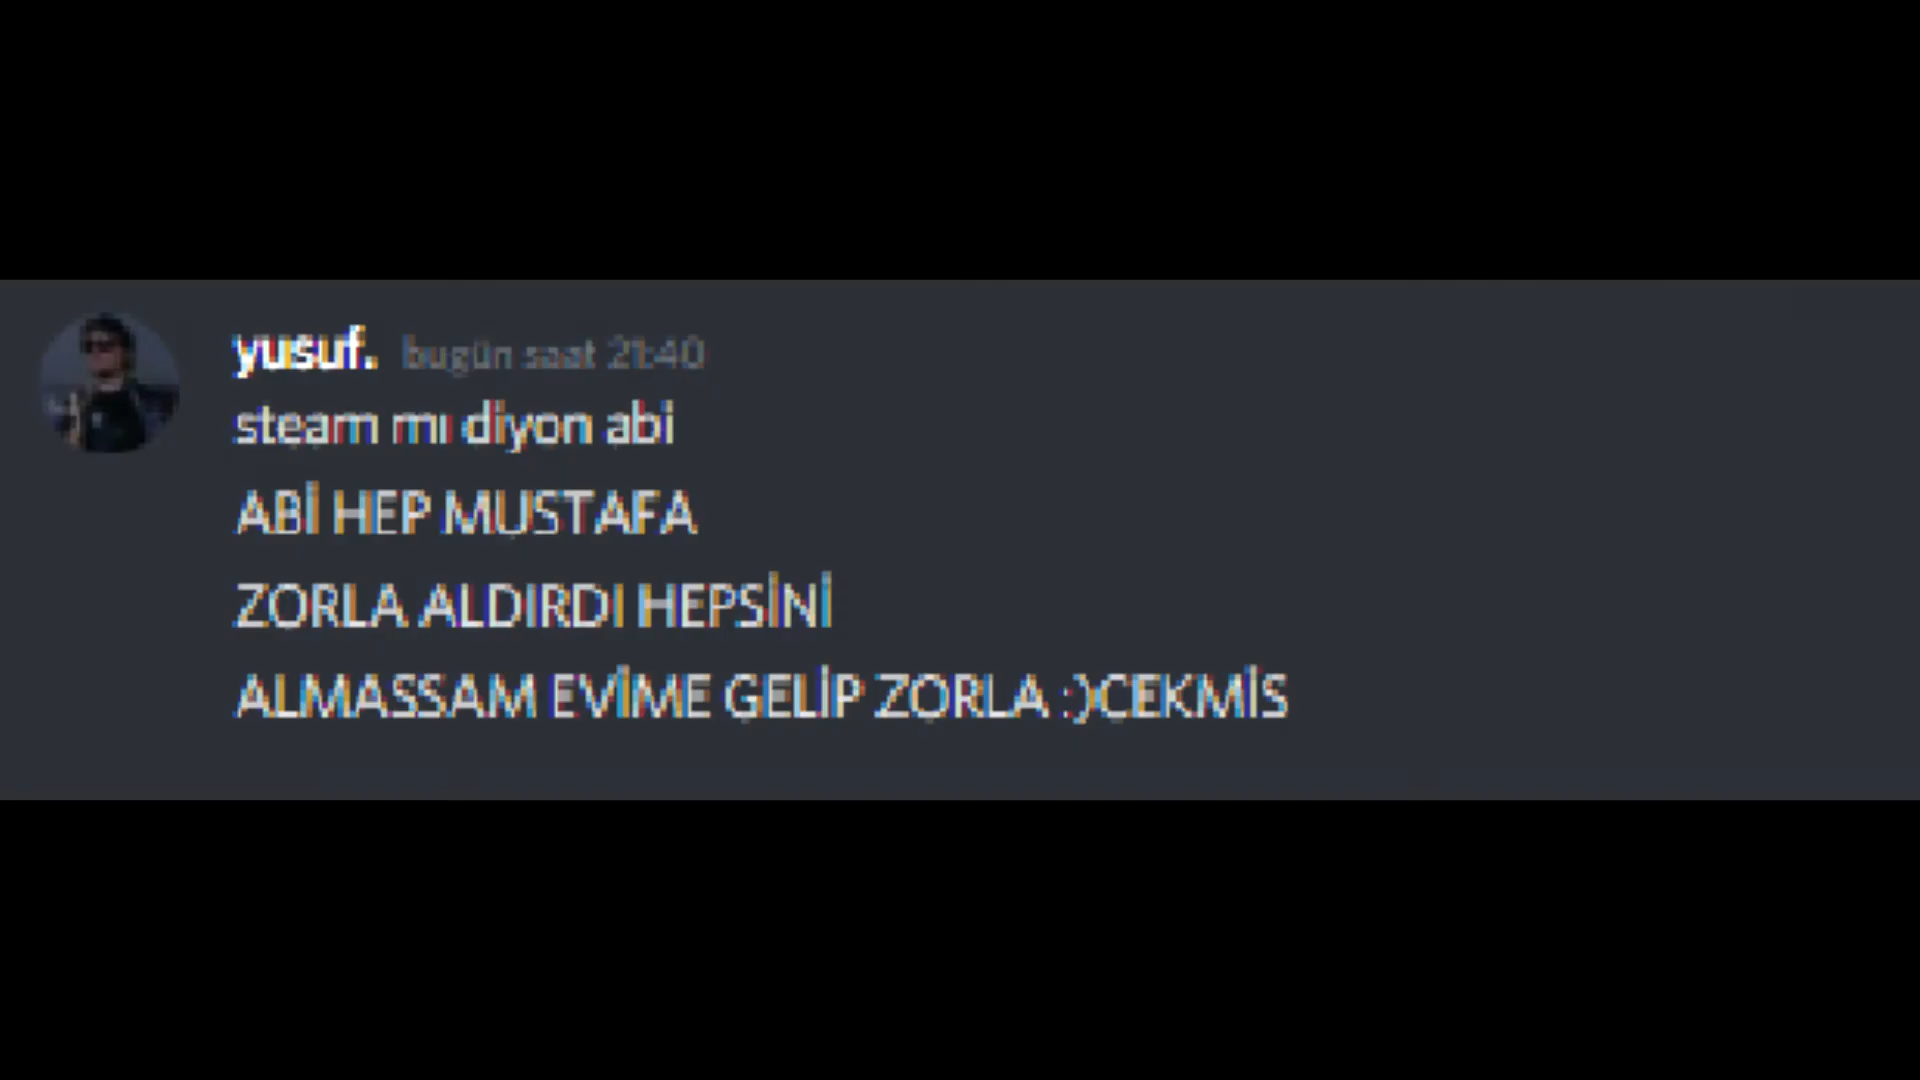 yusuf. bugün saat 21:40
steam mı diyon abi
ABİ HEP MUSTAFA
ZORLA ALDIRDI HEPSİNİ
ALMASSAM EVİME GELİP ZORLA :)CEKMİS